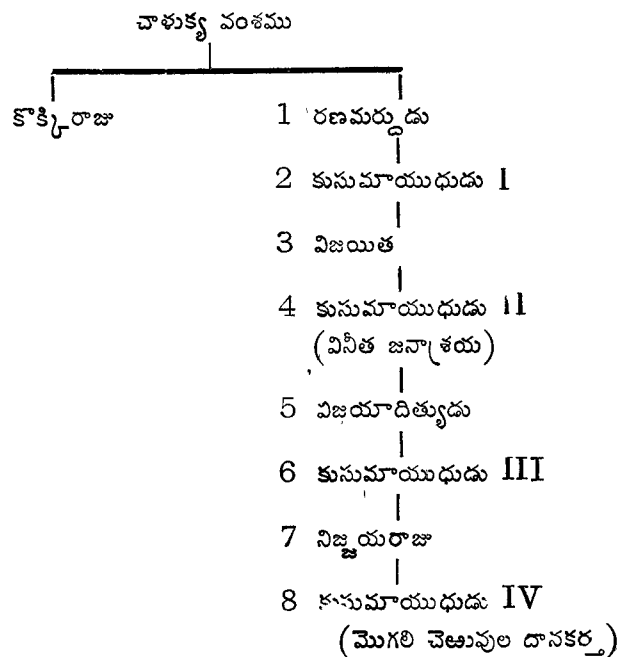 చాళుక్య వంశము
కొక్కిరాజు 1 రణమర్దుడు
2 కుసుమాయుధుడు I
3 విజయిత
4 కుసుమాయుధుడు II
(వినీత జనాశ్రయ)
5 విజయాదిత్యుడు
6 కుసుమాయుధుడు III
7 నిజ్జయరాజు
8 కుసుమాయుధుడు IV
(మొగలి చెఱువుల దానకర్త)